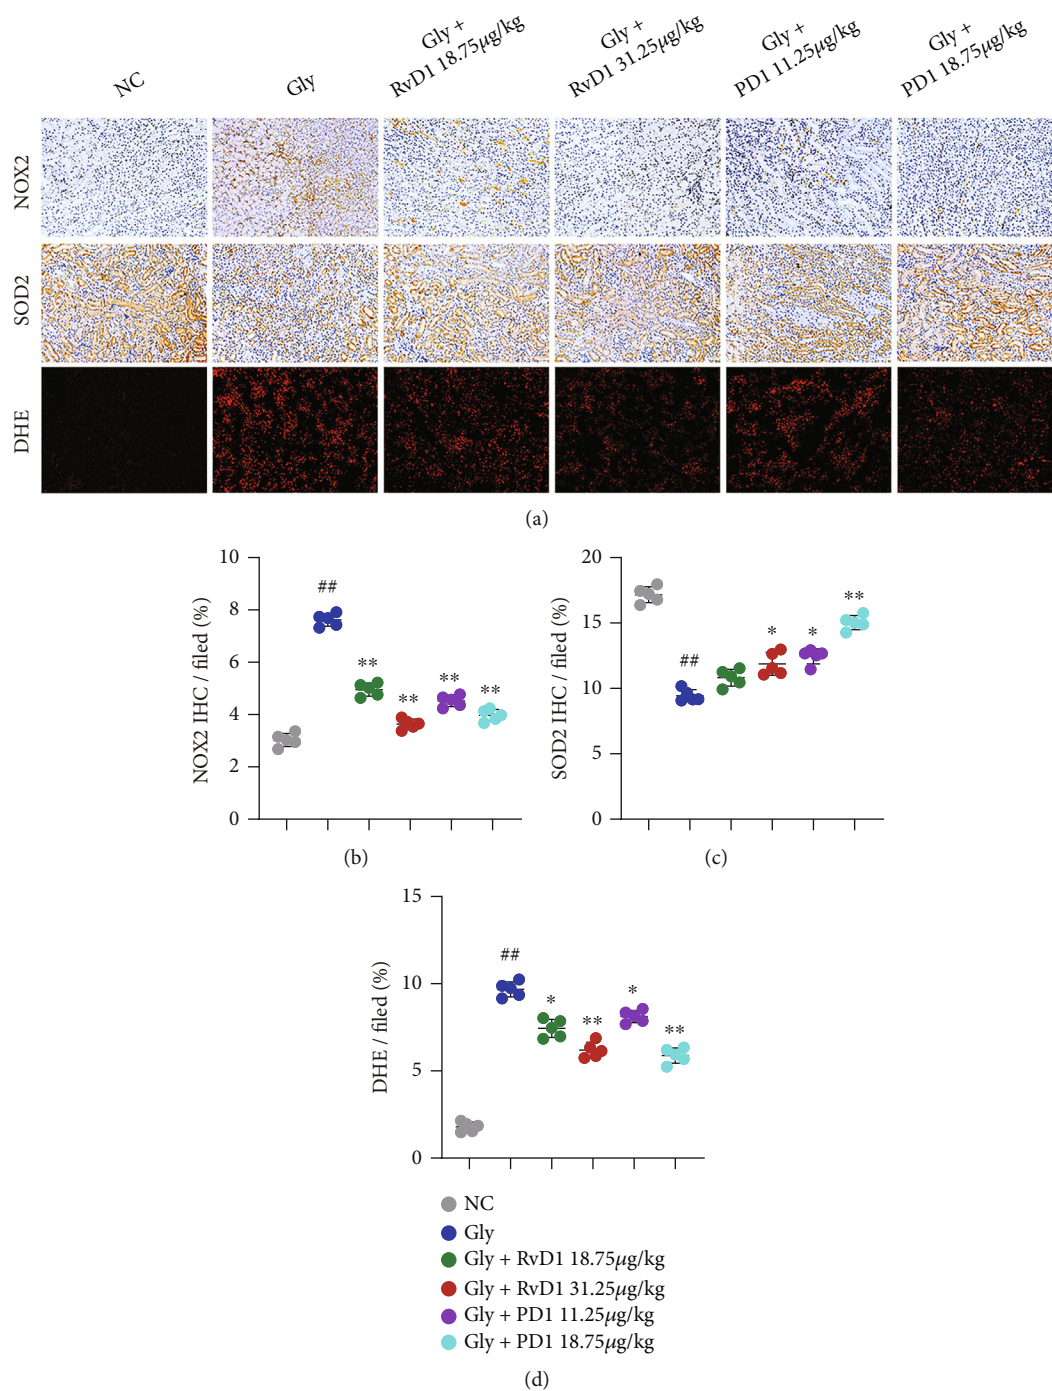 NC
Gly
Gly +
RvD1 18.75μg/kg
Gly +
RvD1 31.25μg/kg
Gly +
PD1 11.25μg/kg
Gly +
PD1 18.75μg/kg
NOX2
SOD2
DHE
(a)
NOX2 IHC / filed (%)
10
8
6
4
2
0
##
**
**
**
**
(b)
SOD2 IHC / filed (%)
20
15
10
5
0
##
*
*
**
(c)
DHE / filed (%)
15
10
5
0
##
*
**
*
**
NC
Gly
Gly + RvD1 18.75μg/kg
Gly + RvD1 31.25μg/kg
Gly + PD1 11.25μg/kg
Gly + PD1 18.75μg/kg
(d)